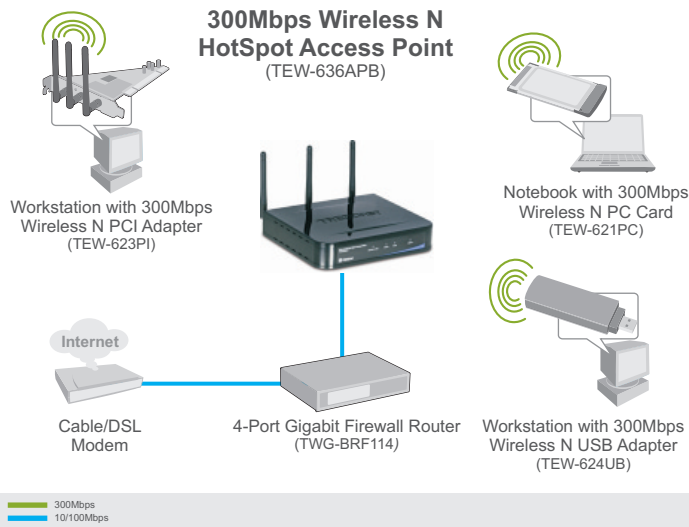 300Mbps Wireless N
HotSpot Access Point
(TEW-636APB)
Workstation with 300Mbps
Wireless N PCI Adapter
(TEW-623PI)
Notebook with 300Mbps
Wireless N PC Card
(TEW-621PC)
Internet
Cable/DSL
Modem
4-Port Gigabit Firewall Router
(TWG-BRF114)
Workstation with 300Mbps
Wireless N USB Adapter
(TEW-624UB)
300Mbps
10/100Mbps